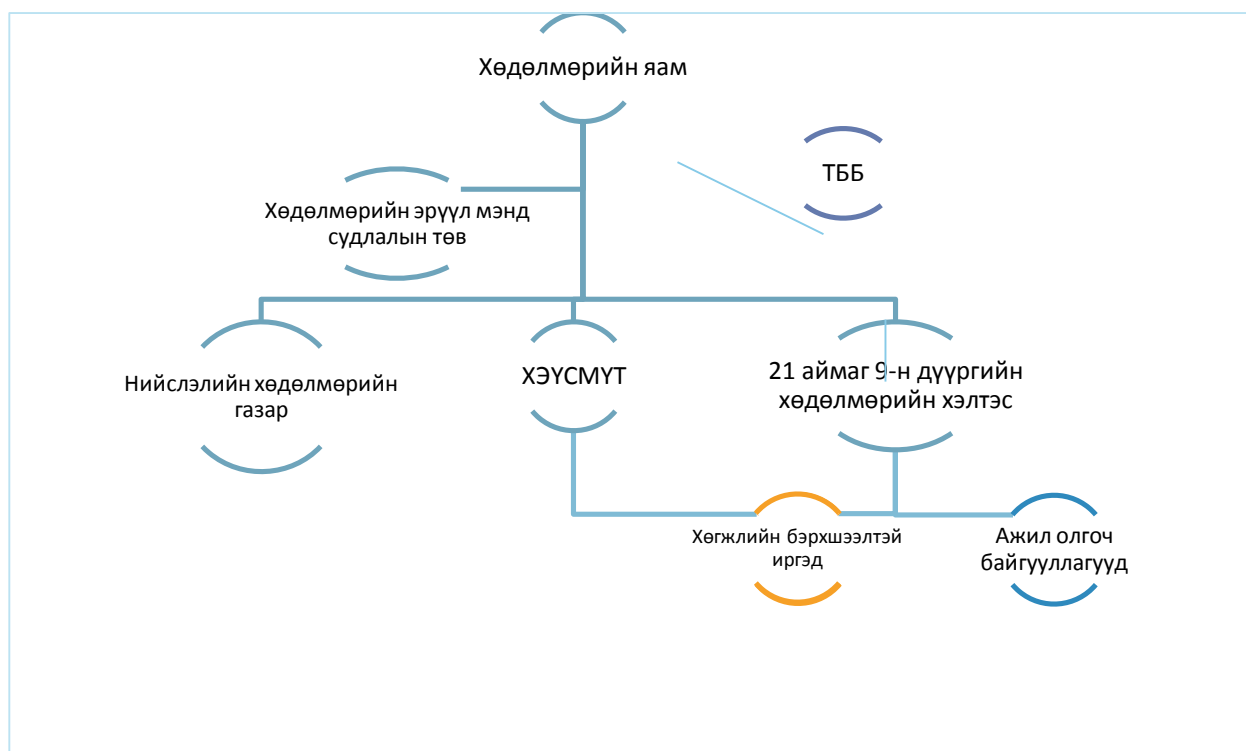 Хөдөлмөрийн яам
ТББ
Хөдөлмөрийн эрүүл мэнд
судлалын төв
Нийслэлийн хөдөлмөрийн
газар
ХЭҮСМҮТ
21 аймаг 9-н дүүргийн
хөдөлмөрийн хэлтэс
Хөгжлийн бэрхшээлтэй
иргэд
Ажил олгоч
байгууллагууд